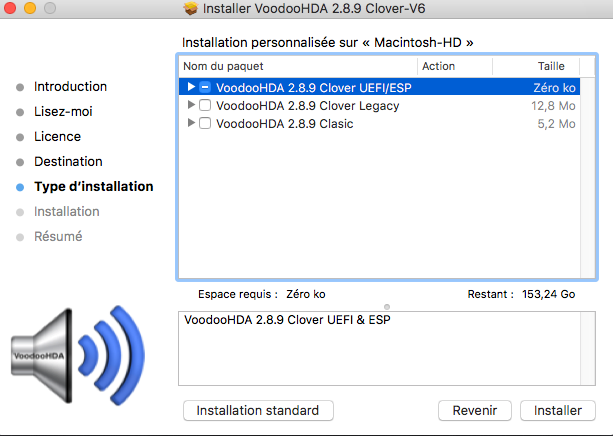 Installer VoodooHDA 2.8.9 Clover-V6
Installation personnalisée sur « Macintosh-HD »
Introduction
Lisez-moi
Licence
Destination
Type d'installation
Installation
Résumé
Nom du paquet Action Taille
VoodooHDA 2.8.9 Clover UEFI/ESP Zéro ko
VoodooHDA 2.8.9 Clover Legacy 12,8 Mo
VoodooHDA 2.8.9 Clasic 5,2 Mo
Espace requis : Zéro ko Restant : 153,24 Go
VoodooHDA 2.8.9 Clover UEFI & ESP
VoodooHDA
Installation standard Revenir Installer